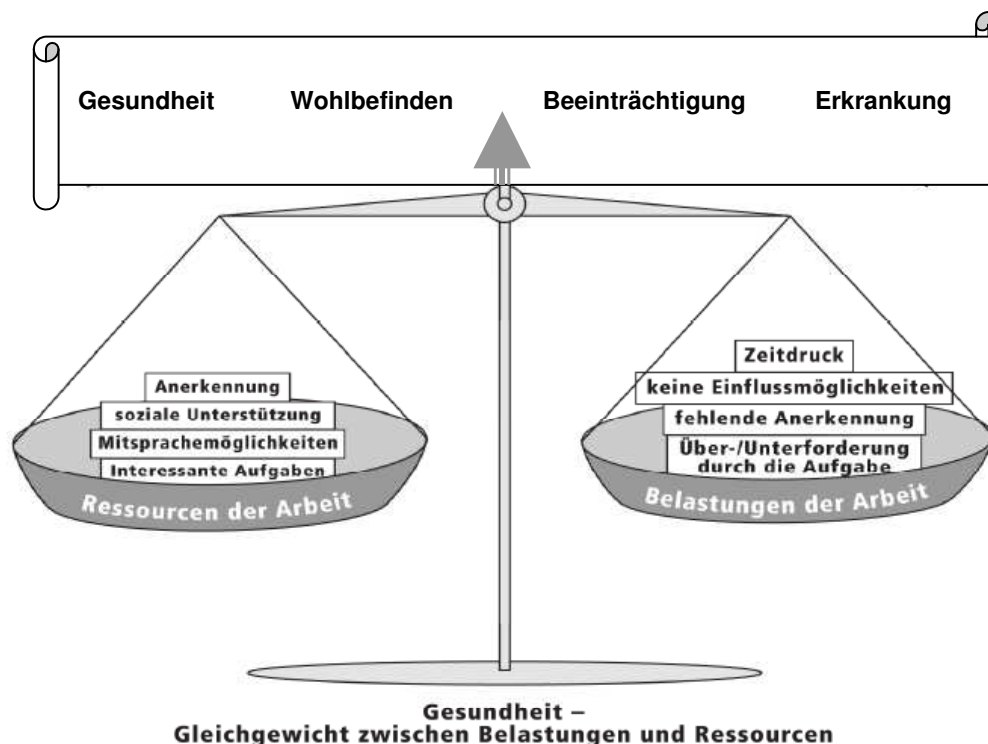 Gesundheit Wohlbefinden Beeinträchtigung Erkrankung
Anerkennung
soziale Unterstützung
Mitsprachemöglichkeiten
Interessante Aufgaben
Ressourcen der Arbeit
Zeitdruck
keine Einflussmöglichkeiten
fehlende Anerkennung
Über-/Unterforderung
durch die Aufgabe
Belastungen der Arbeit
Gesundheit –
Gleichgewicht zwischen Belastungen und Ressourcen